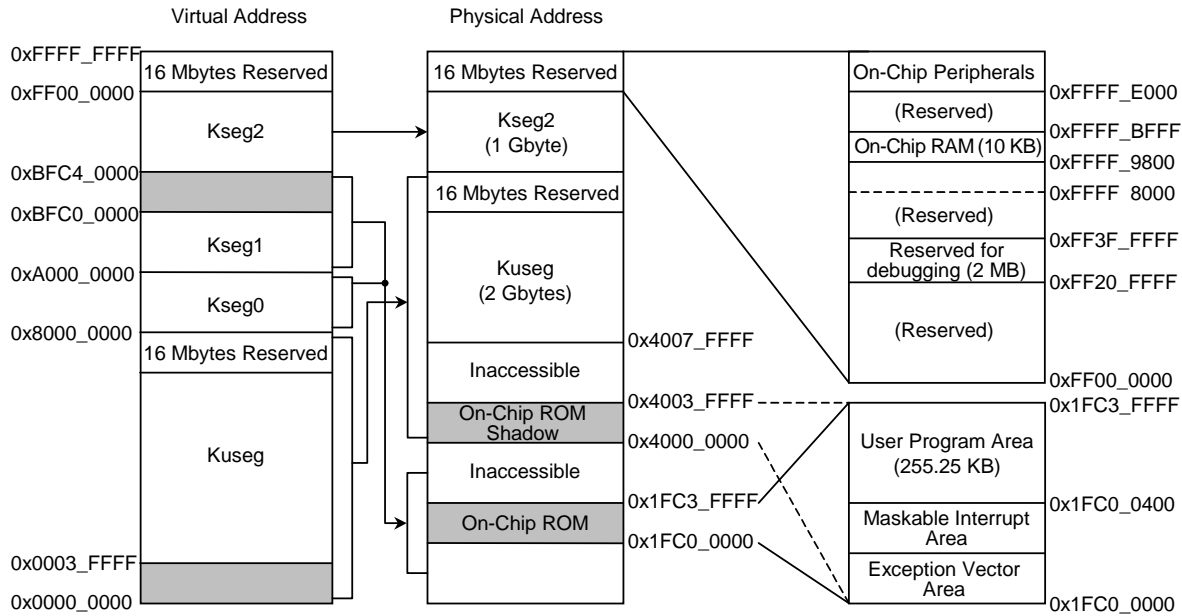 Virtual Address
Physical Address
0xFFFF_FFFF
16 Mbytes Reserved
0xFF00_0000
Kseg2
0xBFC4_0000
0xBFC0_0000
Kseg1
0xA000_0000
Kseg0
0x8000_0000
16 Mbytes Reserved
Kuseg
0x0003_FFFF
0x0000_0000
16 Mbytes Reserved
Kseg2
(1 Gbyte)
16 Mbytes Reserved
Kuseg
(2 Gbytes)
0x4007_FFFF
Inaccessible
0x4003_FFFF
On-Chip ROM
Shadow
0x4000_0000
Inaccessible
0x1FC3_FFFF
On-Chip ROM
0x1FC0_0000
On-Chip Peripherals
0xFFFF_E000
(Reserved)
0xFFFF_BFFF
On-Chip RAM (10 KB)
0xFFFF_9800
0xFFFF 8000
(Reserved)
0xFF3F_FFFF
Reserved for
debugging (2 MB)
0xFF20_FFFF
(Reserved)
0xFF00_0000
0x1FC3_FFFF
User Program Area
(255.25 KB)
0x1FC0_0400
Maskable Interrupt
Area
Exception Vector
Area
0x1FC0_0000